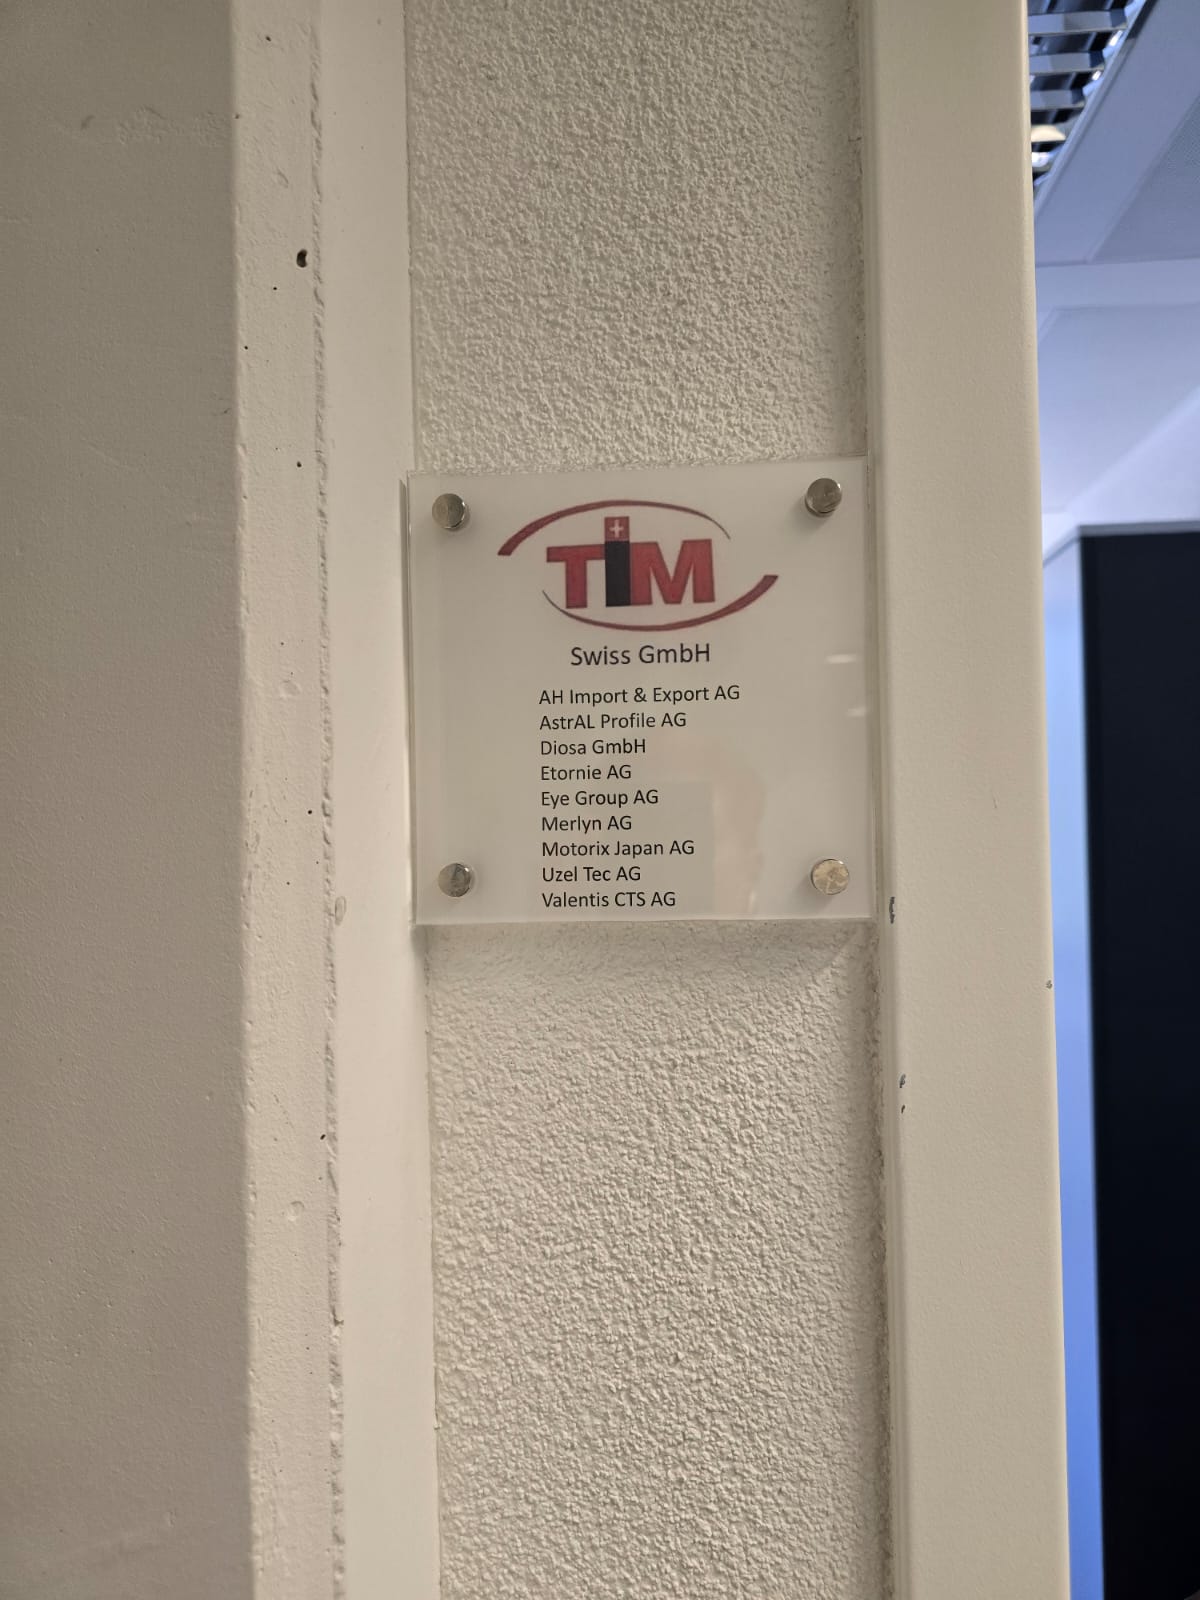 TIM
Swiss GmbH
AH Import & Export AG
AstrAL Profile AG
Diosa GmbH
Etornie AG
Eye Group AG
Merlyn AG
Motorix Japan AG
Uzel Tec AG
Valentis CTS AG